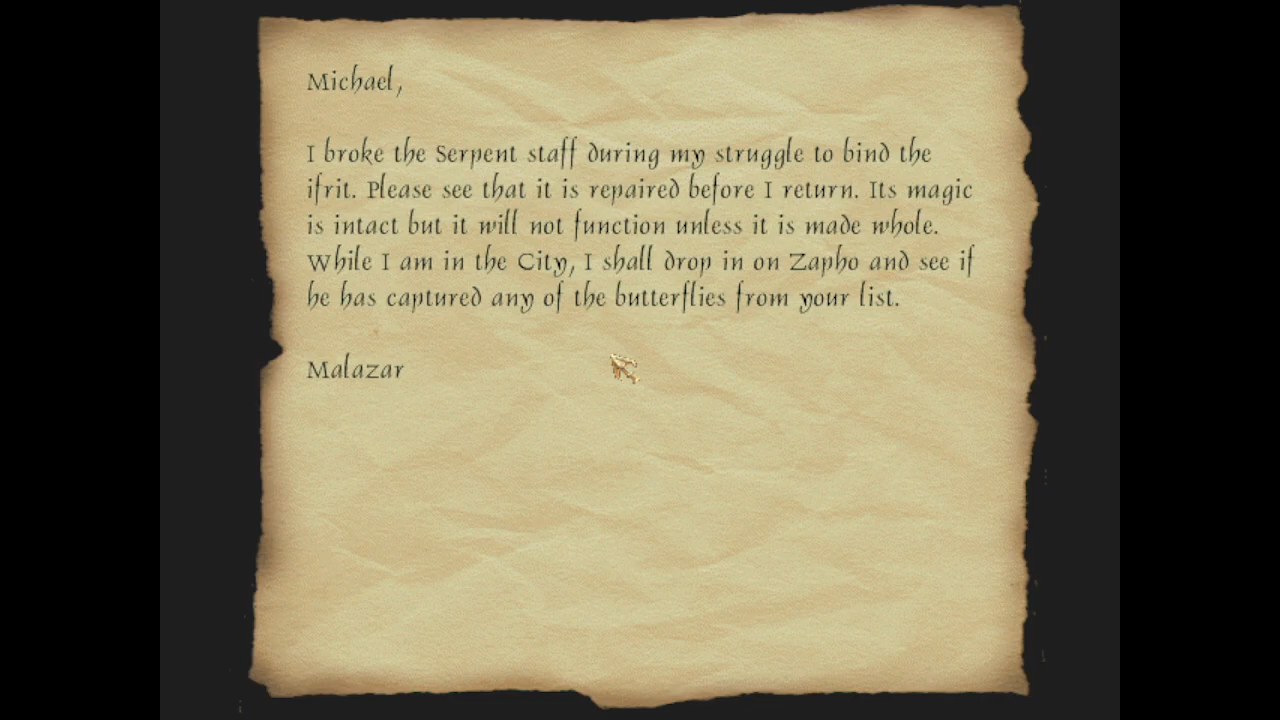 Michael,
I broke the Serpent staff during my struggle to bind the
ifrit. Please see that it is repaired before I return. Its magic
is intact but it will not function unless it is made whole.
While I am in the City, I shall drop in on Zapho and see if
he has captured any of the butterflies from your list.
Malazar